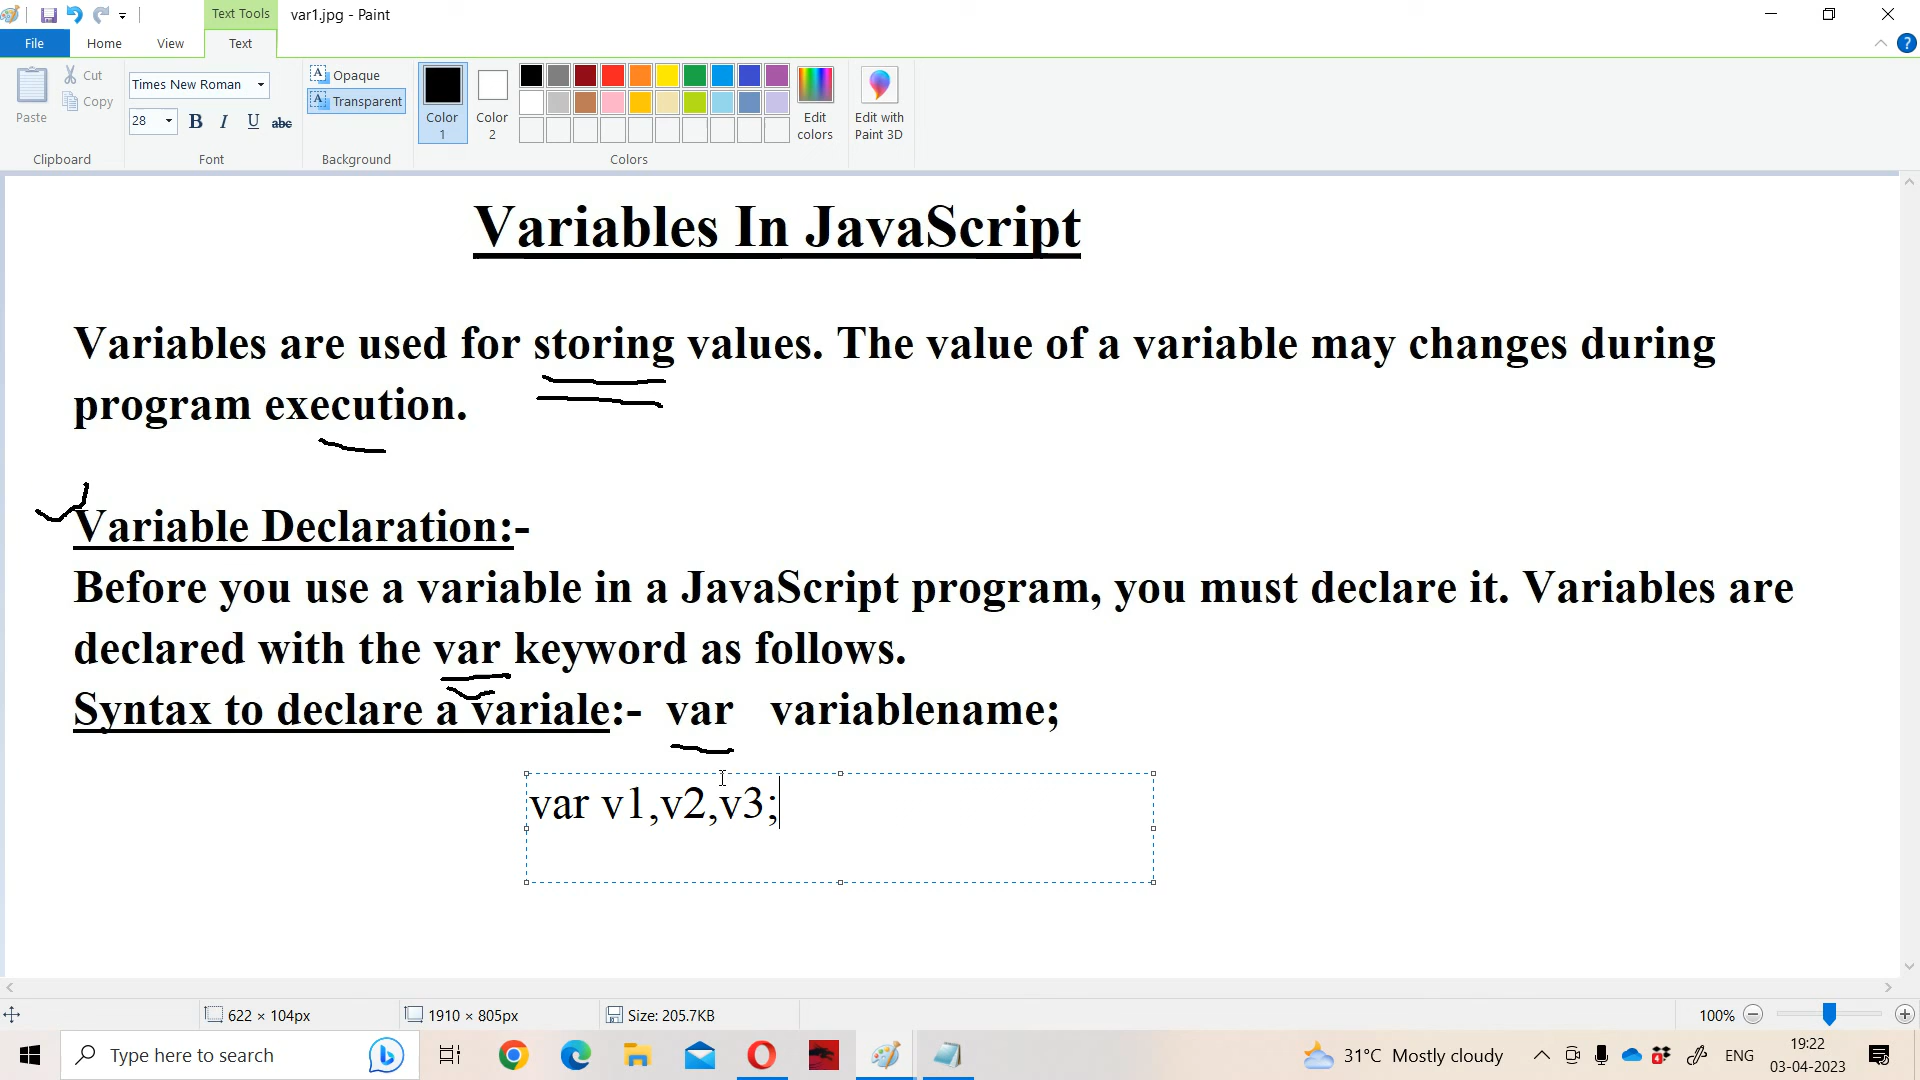 var1.jpg - Paint
Text Tools
File
Home
View
Text
Paste
Cut
Copy
Clipboard
Times New Roman
28
B I U abc
Font
Opaque
Transparent
Background
Color 1
Color 2
Edit colors
Colors
Edit with Paint 3D
Variables In JavaScript
Variables are used for storing values. The value of a variable may changes during
program execution.
Variable Declaration:-
Before you use a variable in a JavaScript program, you must declare it. Variables are
declared with the var keyword as follows.
Syntax to declare a variale:- var variablename;
var v1,v2,v3;
622 × 104px
1910 × 805px
Size: 205.7KB
100%
Type here to search
31°C Mostly cloudy
ENG
19:22
03-04-2023